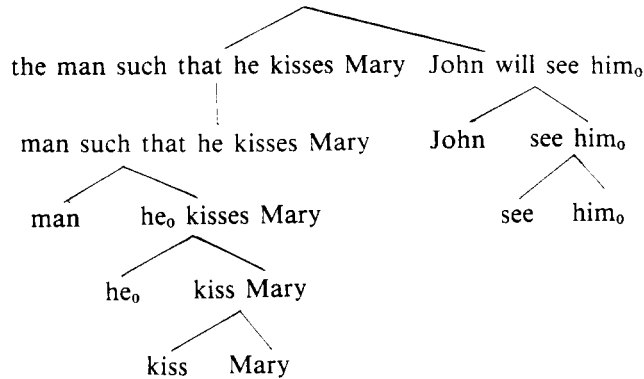 the man such that he kisses Mary John will see him₀
man such that he kisses Mary John see him₀
man he₀ kisses Mary see him₀
he₀ kiss Mary
kiss Mary